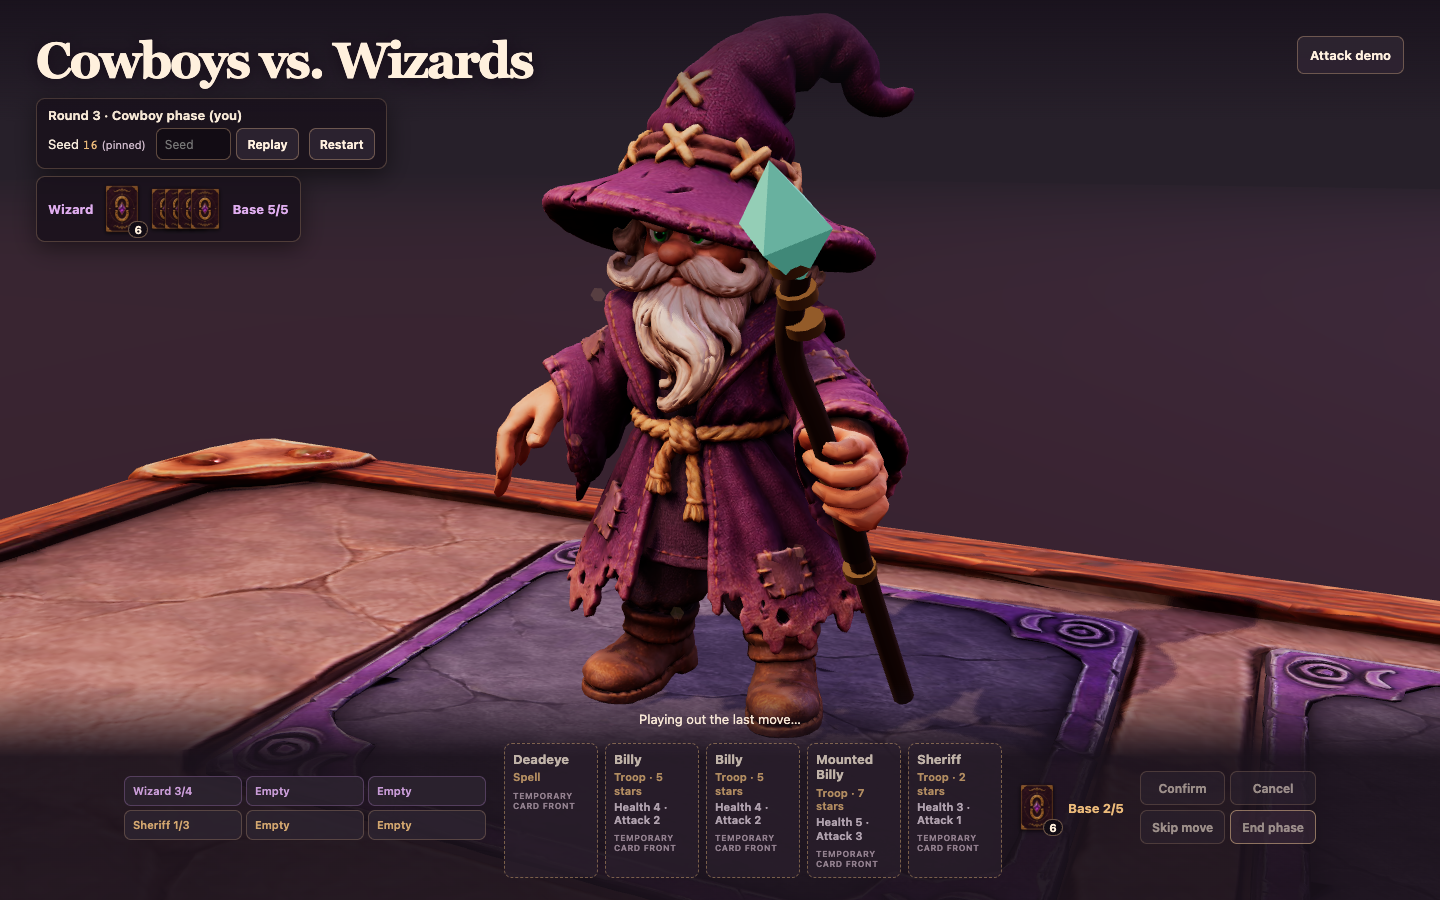 Cowboys vs. Wizards
Attack demo
Round 3 · Cowboy phase (you)
Seed 16 (pinned)
Seed
Replay
Restart
Wizard
6
Base 5/5
Playing out the last move...
Wizard 3/4
Empty
Empty
Sheriff 1/3
Empty
Empty
Deadeye
Spell
TEMPORARY
CARD FRONT
Billy
Troop · 5
stars
Health 4 ·
Attack 2
TEMPORARY
CARD FRONT
Billy
Troop · 5
stars
Health 4 ·
Attack 2
TEMPORARY
CARD FRONT
Mounted
Billy
Troop · 7
stars
Health 5 ·
Attack 3
TEMPORARY
CARD FRONT
Sheriff
Troop · 2
stars
Health 3 ·
Attack 1
TEMPORARY
CARD FRONT
6
Base 2/5
Confirm
Cancel
Skip move
End phase